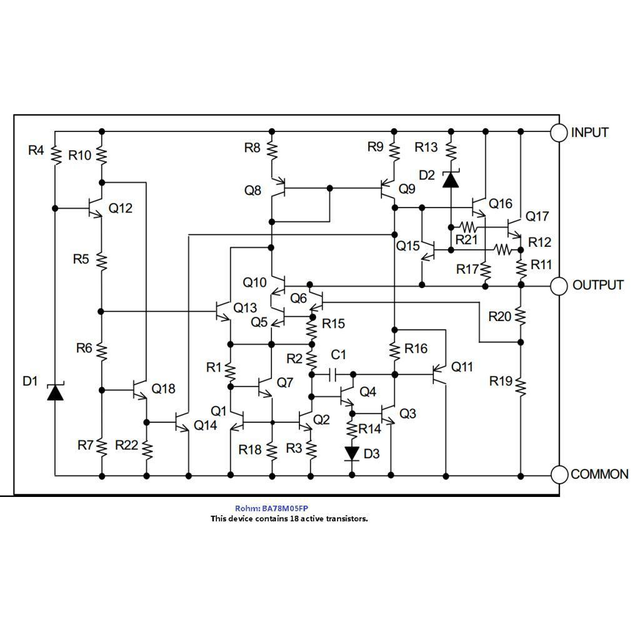 INPUT
R4 R10 R8 R9 R13
D2
Q8 Q9
Q12 Q16
Q17
R21 R12
Q15
R5 R17 R11
Q10 OUTPUT
Q6
Q13
Q5 R15 R20
R6 R16
R2 C1
R1 Q11
D1 Q7 R19
Q18 Q4
Q1 Q3
Q14 Q2
R14
R7 R22 R18 R3 D3
COMMON
Rohm: BA78M05FP
This device contains 18 active transistors.